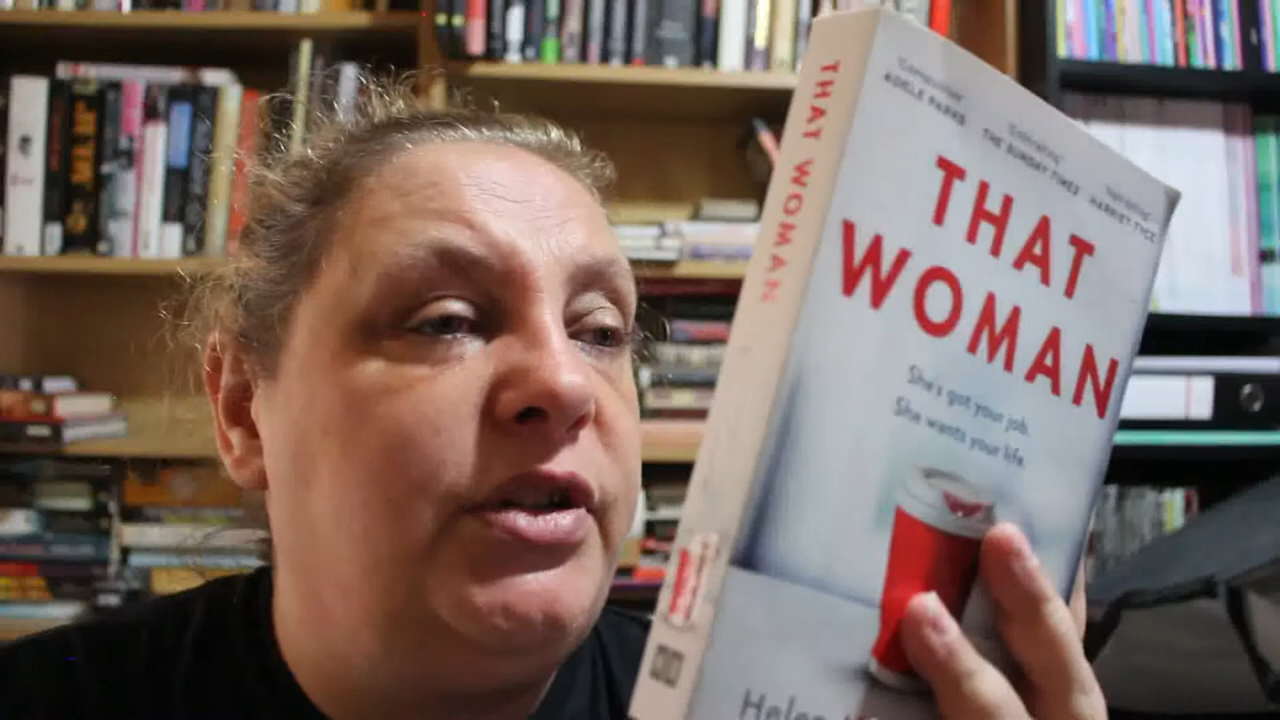 THAT WOMAN
ADELE PARKS
THE SUNDAY TIMES
HARRIET TYCE
THAT
WOMAN
She's got your job.
She wants your life.
Helen